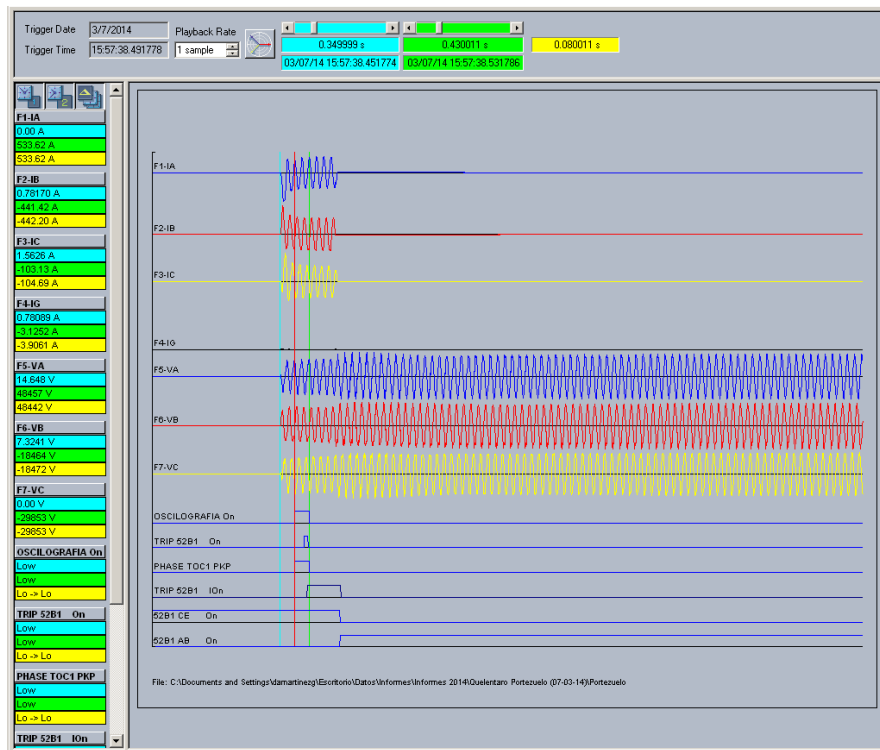 Trigger Date 3/7/2014 Playback Rate
Trigger Time 15:57:38.491778 1 sample
0.349999 s 0.430011 s 0.080011 s
03/07/14 15:57:38.451774 03/07/14 15:57:38.531786
F1-IA
0.00 A
533.62 A
533.62 A
F2-IB
0.78170 A
-441.42 A
-442.20 A
F3-IC
1.5626 A
-103.13 A
-104.69 A
F4-IG
0.78089 A
-3.1252 A
-3.9061 A
F5-VA
14.648 V
48457 V
48442 V
F6-VB
7.3241 V
-18464 V
-18472 V
F7-VC
0.00 V
-29853 V
-29853 V
OSCILOGRAFIA On
Low
Low
Lo -> Lo
TRIP 52B1 On
Low
Low
Lo -> Lo
PHASE TOC1 PKP
Low
Low
Lo -> Lo
TRIP 52B1 IOn
F1-IA
F2-IB
F3-IC
F4-IG
F5-VA
F6-VB
F7-VC
OSCILOGRAFIA On
TRIP 52B1 On
PHASE TOC1 PKP
TRIP 52B1 IOn
52B1 CE On
52B1 AB On
File: C:\Documents and Settings\damartinezg\Escritorio\Datos\Informes\Informes 2014\Quelentaro Portezuelo (07-03-14)\Portezuelo